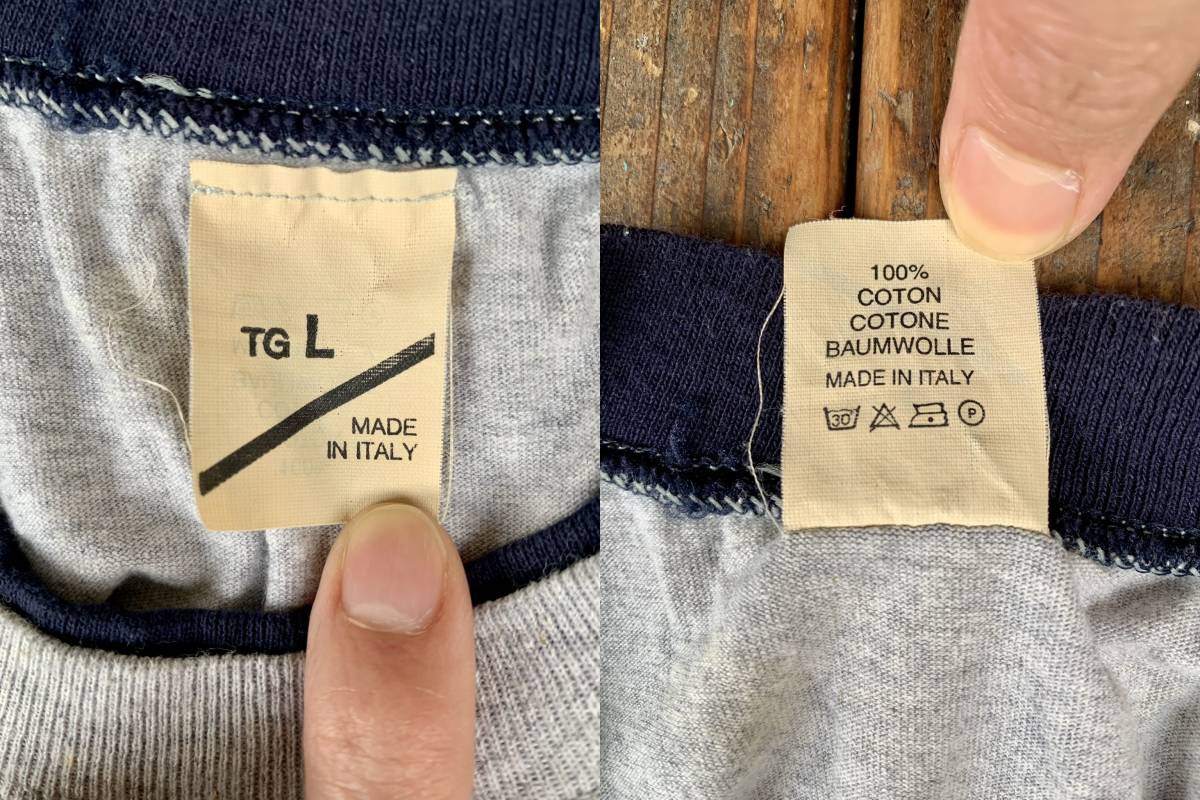 TG L
MADE
IN ITALY
100%
COTON
COTONE
BAUMWOLLE
MADE IN ITALY
30° P